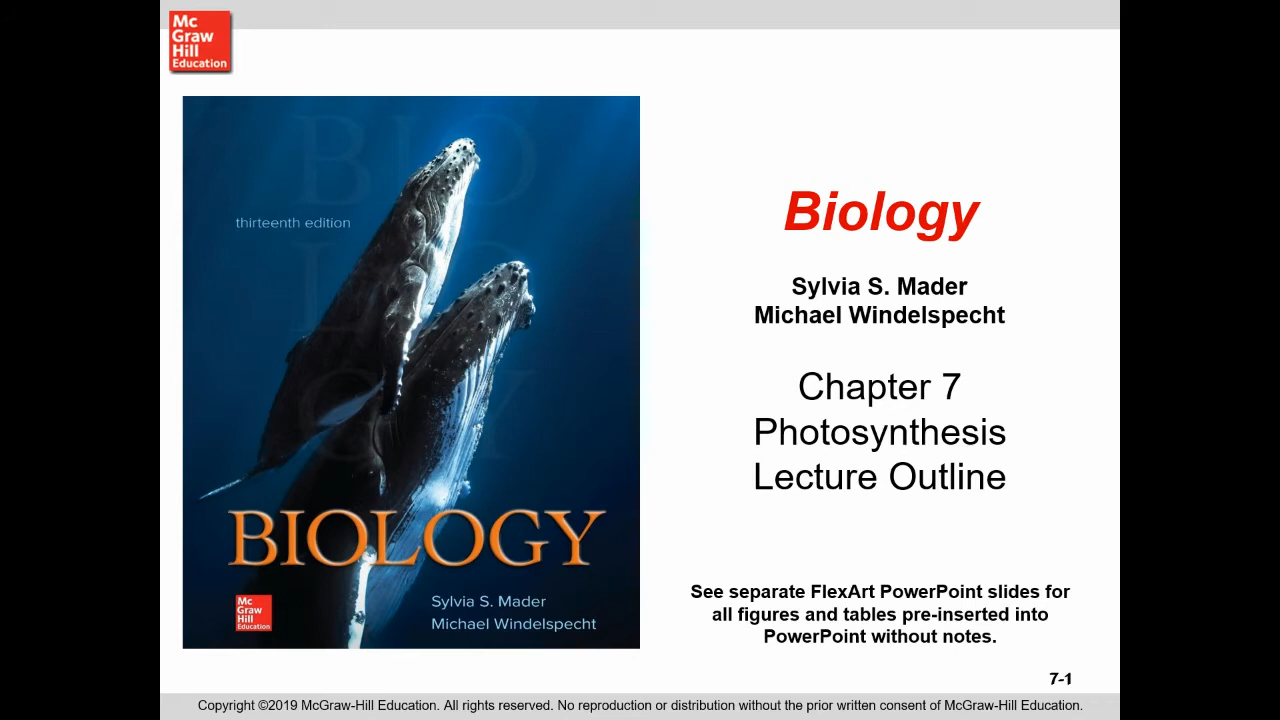 Mc
Graw
Hill
Education
BIO
LO
GY
thirteenth edition
BIOLOGY
Mc
Graw
Hill
Education
Sylvia S. Mader
Michael Windelspecht
Biology
Sylvia S. Mader
Michael Windelspecht
Chapter 7
Photosynthesis
Lecture Outline
See separate FlexArt PowerPoint slides for
all figures and tables pre-inserted into
PowerPoint without notes.
7-1
Copyright ©2019 McGraw-Hill Education. All rights reserved. No reproduction or distribution without the prior written consent of McGraw-Hill Education.